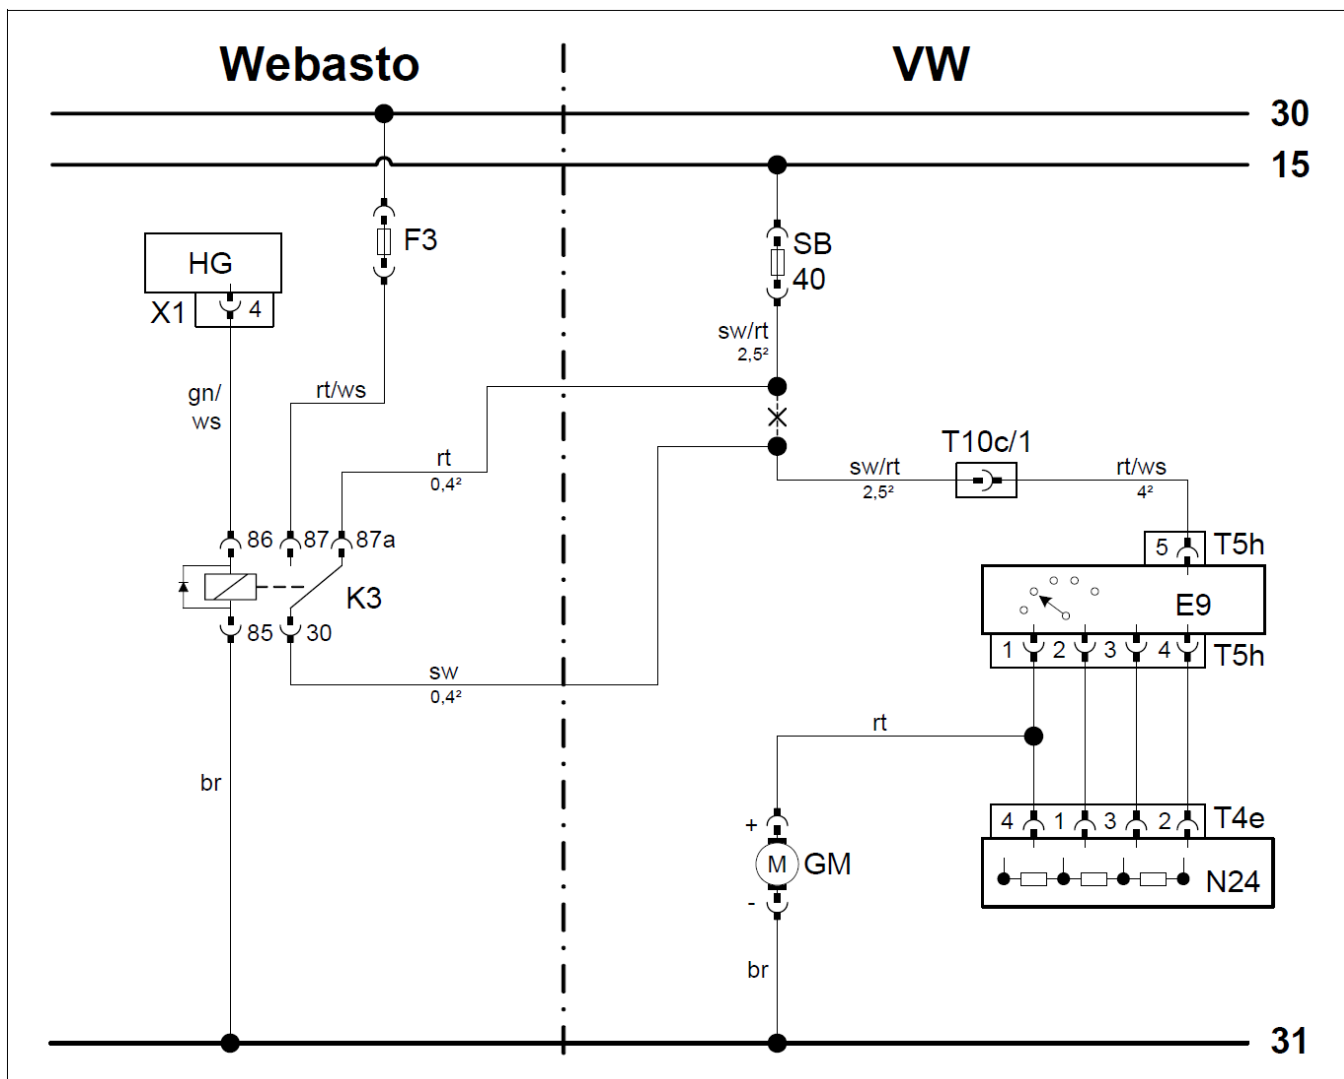 Webasto
VW
30
15
F3
SB
40
HG
X1
4
sw/rt
2,5²
gn/
ws
rt/ws
rt
0,4²
T10c/1
sw/rt
2,5²
rt/ws
4²
86
87
87a
5
T5h
K3
E9
85
30
1
2
3
4
T5h
sw
0,4²
rt
br
+
4
1
3
2
T4e
M
GM
N24
-
br
31